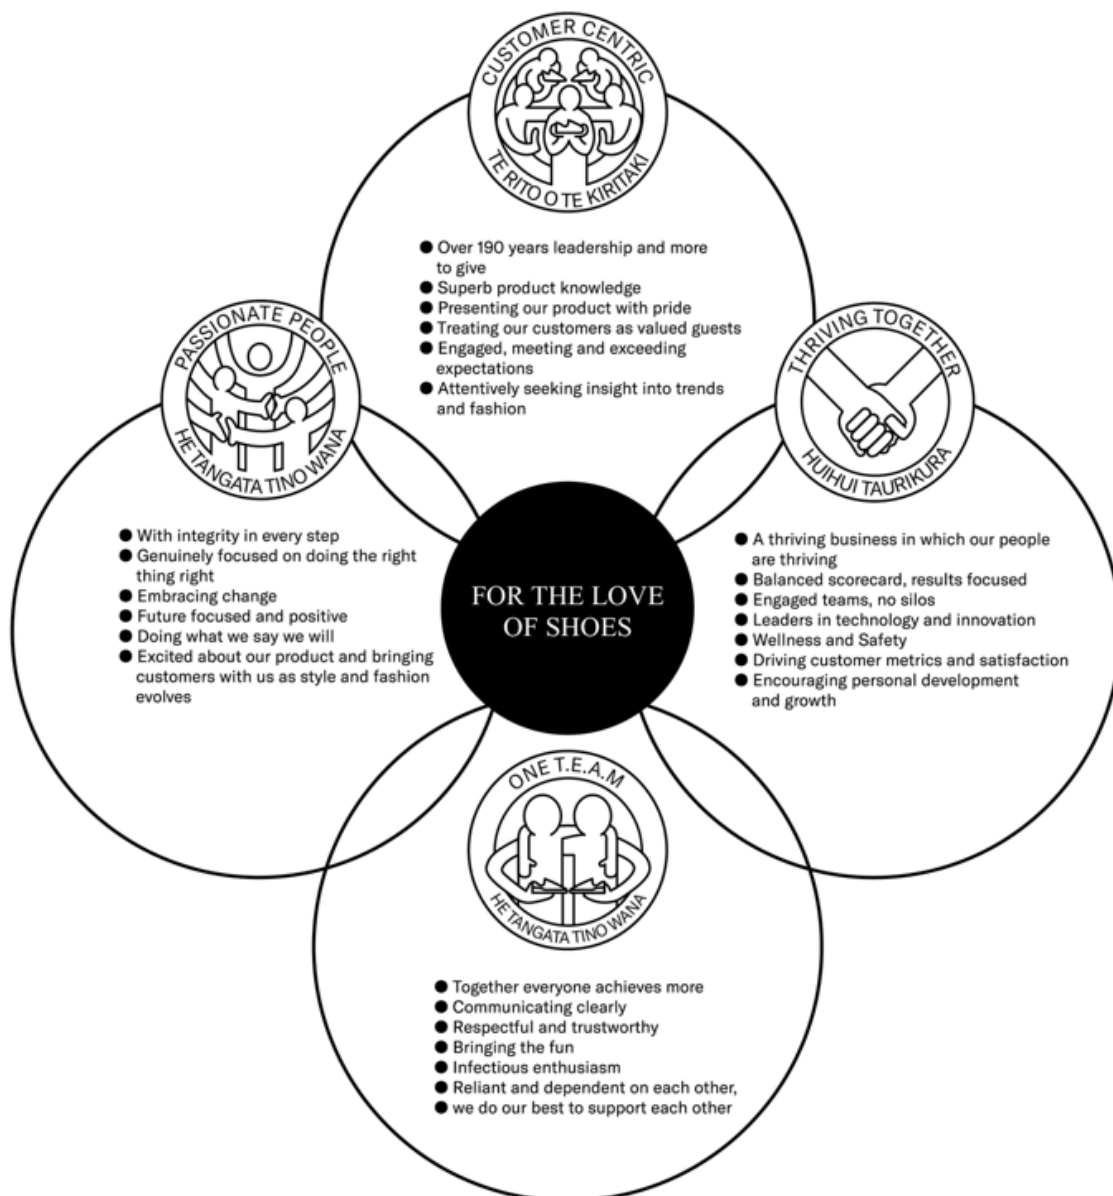 CUSTOMER CENTRIC
TE RITO O TE KIRITAKI
● Over 190 years leadership and more
to give
● Superb product knowledge
● Presenting our product with pride
● Treating our customers as valued guests
● Engaged, meeting and exceeding
expectations
● Attentively seeking insight into trends
and fashion
PASSIONATE PEOPLE
HE TANGATA TINO WANA
● With integrity in every step
● Genuinely focused on doing the right
thing right
● Embracing change
● Future focused and positive
● Doing what we say we will
● Excited about our product and bringing
customers with us as style and fashion
evolves
FOR THE LOVE
OF SHOES
THRIVING TOGETHER
HUIHUI TAURIKURA
● A thriving business in which our people
are thriving
● Balanced scorecard, results focused
● Engaged teams, no silos
● Leaders in technology and innovation
● Wellness and Safety
● Driving customer metrics and satisfaction
● Encouraging personal development
and growth
ONE T.E.A.M
HE TANGATA TINO WANA
● Together everyone achieves more
● Communicating clearly
● Respectful and trustworthy
● Bringing the fun
● Infectious enthusiasm
● Reliant and dependent on each other,
● we do our best to support each other